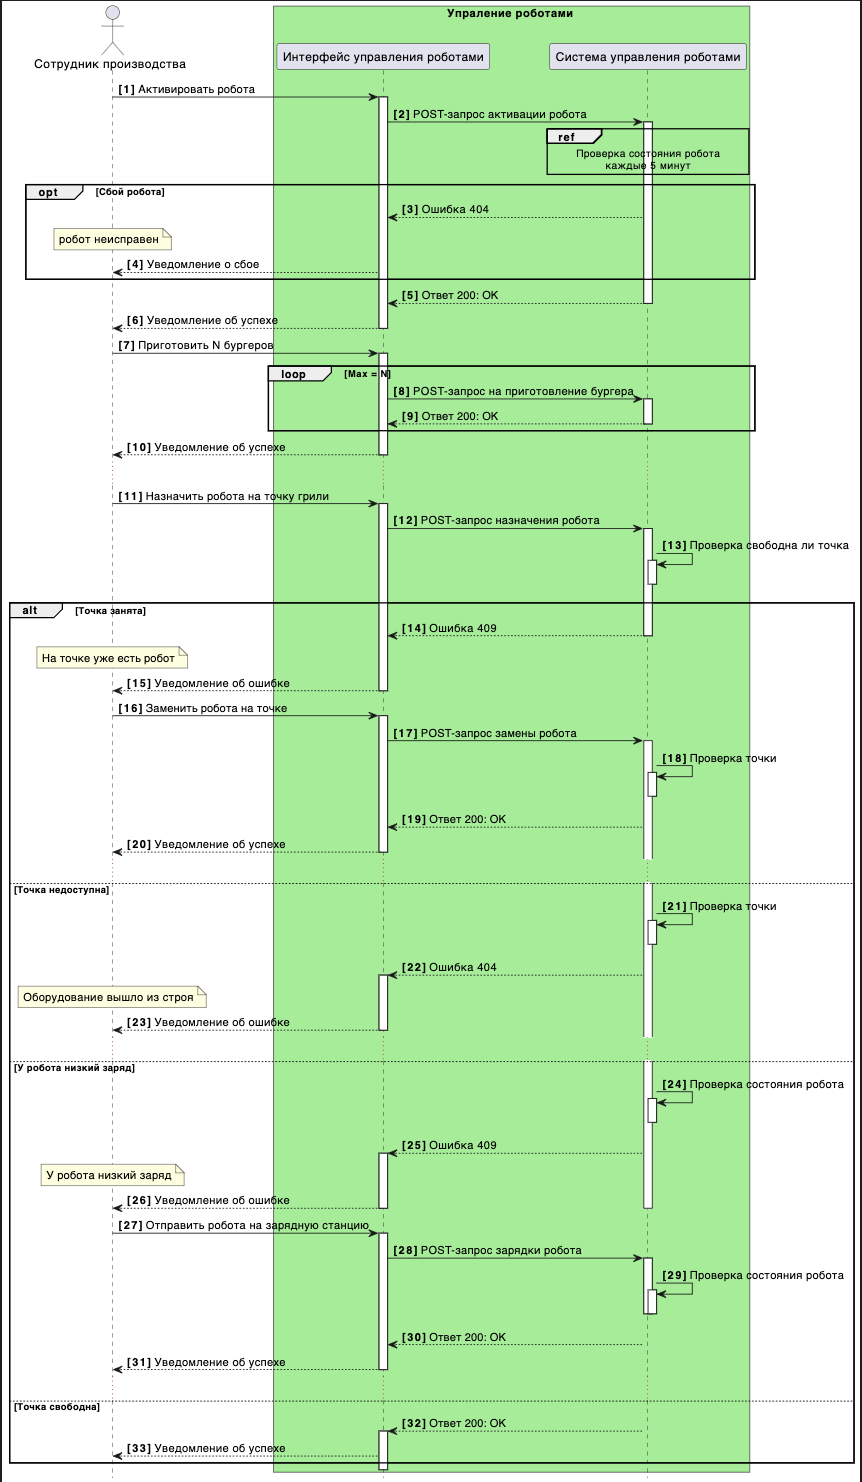 Упраление роботами
Сотрудник производства
Интерфейс управления роботами
Система управления роботами
[1] Активировать робота
[2] POST-запрос активации робота
ref
Проверка состояния робота
каждые 5 минут
opt [Сбой робота]
[3] Ошибка 404
робот неисправен
[4] Уведомление о сбое
[5] Ответ 200: OK
[6] Уведомление об успехе
[7] Приготовить N бургеров
loop [Max = N]
[8] POST-запрос на приготовление бургера
[9] Ответ 200: OK
[10] Уведомление об успехе
[11] Назначить робота на точку грили
[12] POST-запрос назначения робота
[13] Проверка свободна ли точка
alt [Точка занята]
[14] Ошибка 409
На точке уже есть робот
[15] Уведомление об ошибке
[16] Заменить робота на точке
[17] POST-запрос замены робота
[18] Проверка точки
[19] Ответ 200: OK
[20] Уведомление об успехе
[Точка недоступна]
[21] Проверка точки
[22] Ошибка 404
Оборудование вышло из строя
[23] Уведомление об ошибке
[У робота низкий заряд]
[24] Проверка состояния робота
[25] Ошибка 409
У робота низкий заряд
[26] Уведомление об ошибке
[27] Отправить робота на зарядную станцию
[28] POST-запрос зарядки робота
[29] Проверка состояния робота
[30] Ответ 200: OK
[31] Уведомление об успехе
[Точка свободна]
[32] Ответ 200: OK
[33] Уведомление об успехе